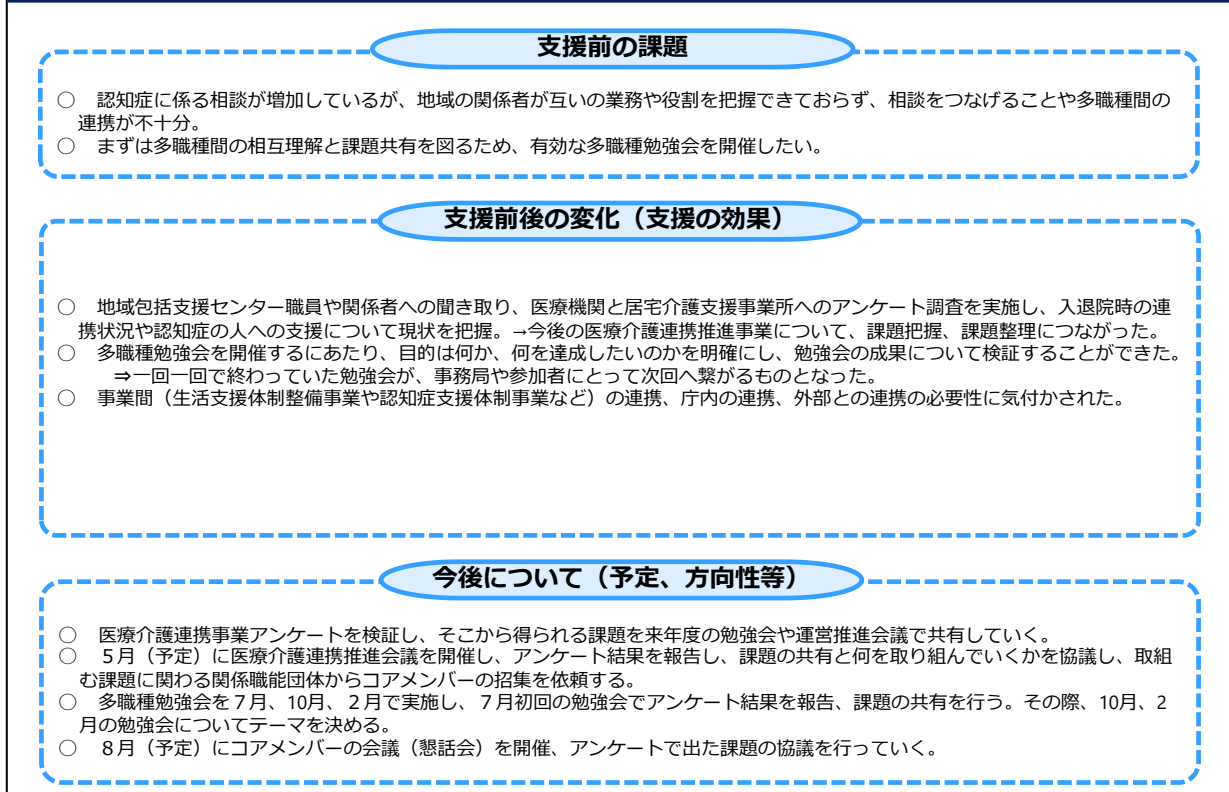 支援前の課題
○　認知症に係る相談が増加しているが、地域の関係者が互いの業務や役割を把握できておらず、相談をつなげることや多職種間の
連携が不十分。
○　まずは多職種間の相互理解と課題共有を図るため、有効な多職種勉強会を開催したい。
支援前後の変化（支援の効果）
○　地域包括支援センター職員や関係者への聞き取り、医療機関と居宅介護支援事業所へのアンケート調査を実施し、入退院時の連
携状況や認知症の人への支援について現状を把握。→今後の医療介護連携推進事業について、課題把握、課題整理につながった。
○　多職種勉強会を開催するにあたり、目的は何か、何を達成したいのかを明確にし、勉強会の成果について検証することができた。
⇒一回一回で終わっていた勉強会が、事務局や参加者にとって次回へ繋がるものとなった。
○　事業間（生活支援体制整備事業や認知症支援体制事業など）の連携、庁内の連携、外部との連携の必要性に気付かされた。
今後について（予定、方向性等）
○　医療介護連携事業アンケートを検証し、そこから得られる課題を来年度の勉強会や運営推進会議で共有していく。
○　５月（予定）に医療介護連携推進会議を開催し、アンケート結果を報告し、課題の共有と何を取り組んでいくかを協議し、取組
む課題に関わる関係職能団体からコアメンバーの招集を依頼する。
○　多職種勉強会を７月、10月、２月で実施し、７月初回の勉強会でアンケート結果を報告、課題の共有を行う。その際、10月、2
月の勉強会についてテーマを決める。
○　８月（予定）にコアメンバーの会議（懇話会）を開催、アンケートで出た課題の協議を行っていく。